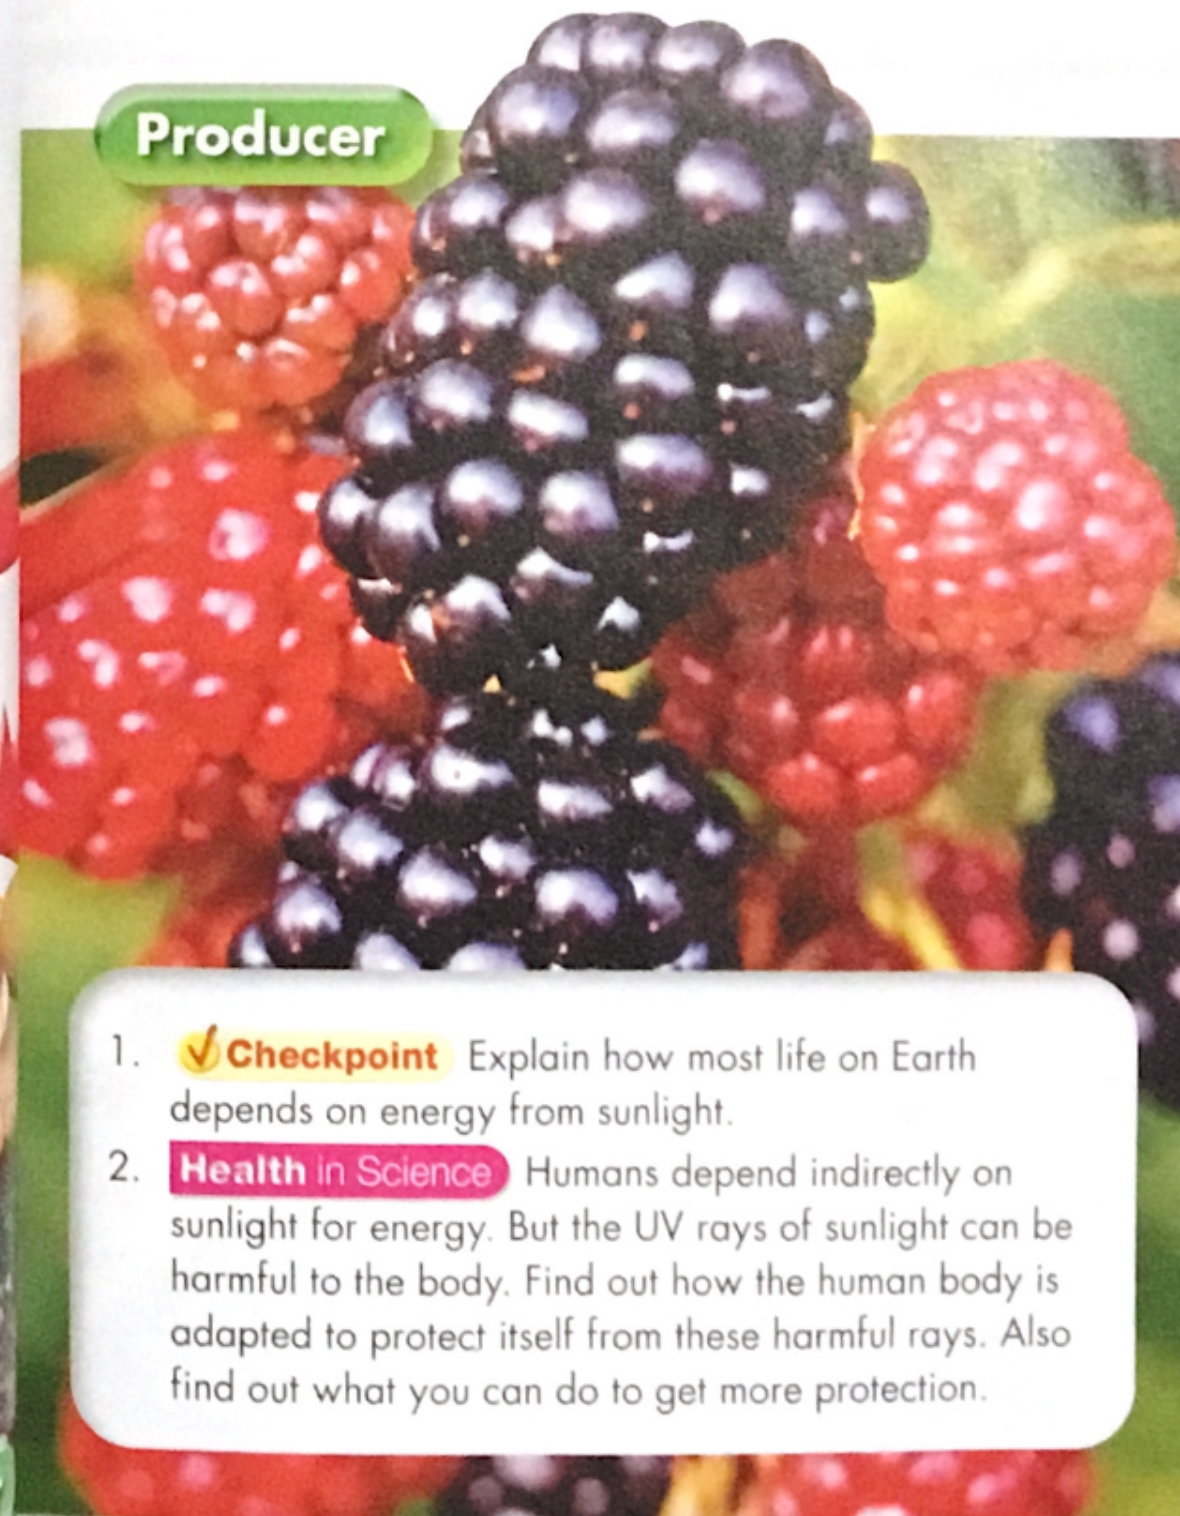 Producer
1. Checkpoint Explain how most life on Earth
depends on energy from sunlight.
2. Health in Science Humans depend indirectly on
sunlight for energy. But the UV rays of sunlight can be
harmful to the body. Find out how the human body is
adapted to protect itself from these harmful rays. Also
find out what you can do to get more protection.